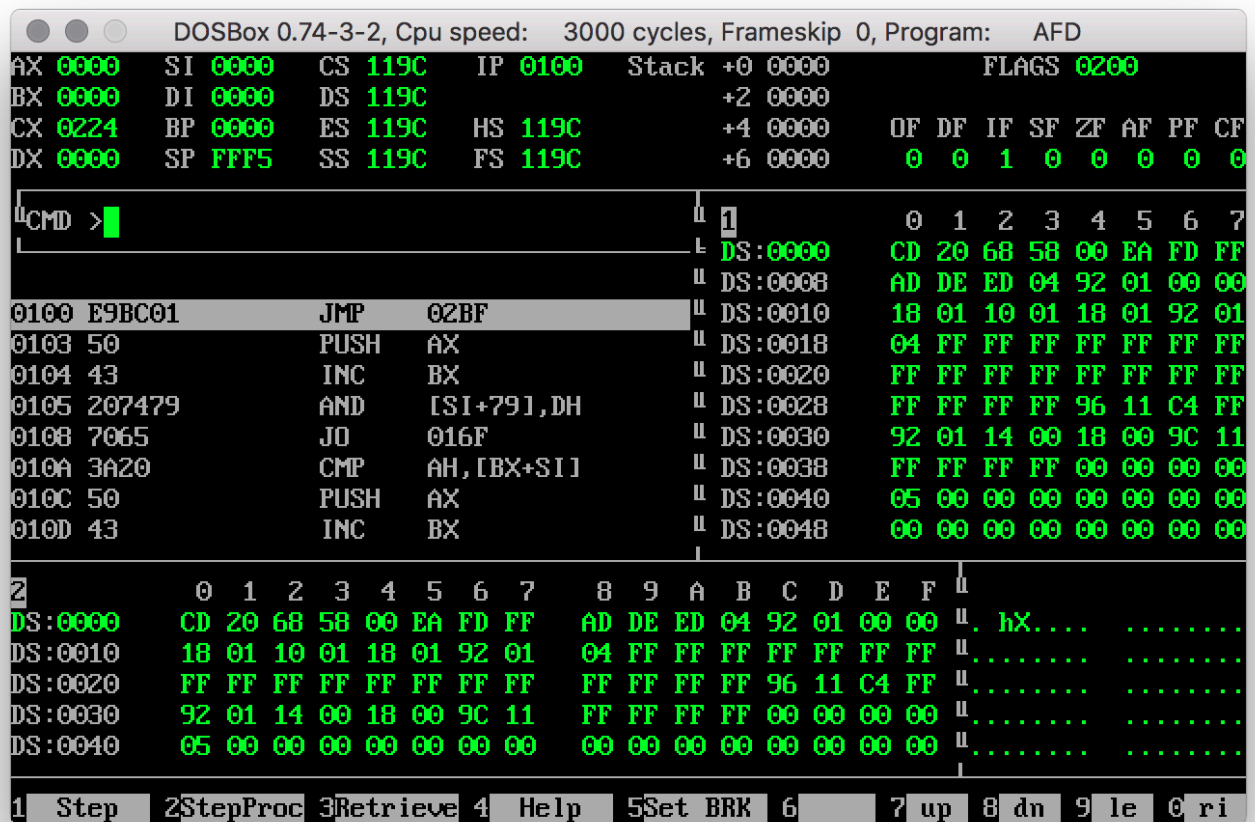 DOSBox 0.74-3-2, Cpu speed: 3000 cycles, Frameskip 0, Program: AFD
AX 0000 SI 0000 CS 119C IP 0100 Stack +0 0000 FLAGS 0200
BX 0000 DI 0000 DS 119C +2 0000
CX 0224 BP 0000 ES 119C HS 119C +4 0000 OF DF IF SF ZF AF PF CF
DX 0000 SP FFF5 SS 119C FS 119C +6 0000 0 0 1 0 0 0 0 0
CMD > 1 0 1 2 3 4 5 6 7
DS:0000 CD 20 68 58 00 EA FD FF
DS:0008 AD DE ED 04 92 01 00 00
0100 E9BC01 JMP 02BF DS:0010 18 01 10 01 18 01 92 01
0103 50 PUSH AX DS:0018 04 FF FF FF FF FF FF FF
0104 43 INC BX DS:0020 FF FF FF FF FF FF FF FF
0105 207479 AND [SI+79],DH DS:0028 FF FF FF FF 96 11 C4 FF
0108 7065 JO 016F DS:0030 92 01 14 00 18 00 9C 11
010A 3A20 CMP AH,[BX+SI] DS:0038 FF FF FF FF 00 00 00 00
010C 50 PUSH AX DS:0040 05 00 00 00 00 00 00 00
010D 43 INC BX DS:0048 00 00 00 00 00 00 00 00
2 0 1 2 3 4 5 6 7 8 9 A B C D E F
DS:0000 CD 20 68 58 00 EA FD FF AD DE ED 04 92 01 00 00 . hX.... ........
DS:0010 18 01 10 01 18 01 92 01 04 FF FF FF FF FF FF FF ........ ........
DS:0020 FF FF FF FF FF FF FF FF FF FF FF FF 96 11 C4 FF ........ ........
DS:0030 92 01 14 00 18 00 9C 11 FF FF FF FF 00 00 00 00 ........ ........
DS:0040 05 00 00 00 00 00 00 00 00 00 00 00 00 00 00 00 ........ ........
1 Step 2StepProc 3Retrieve 4 Help 5Set BRK 6 7 up 8 dn 9 le 0 ri